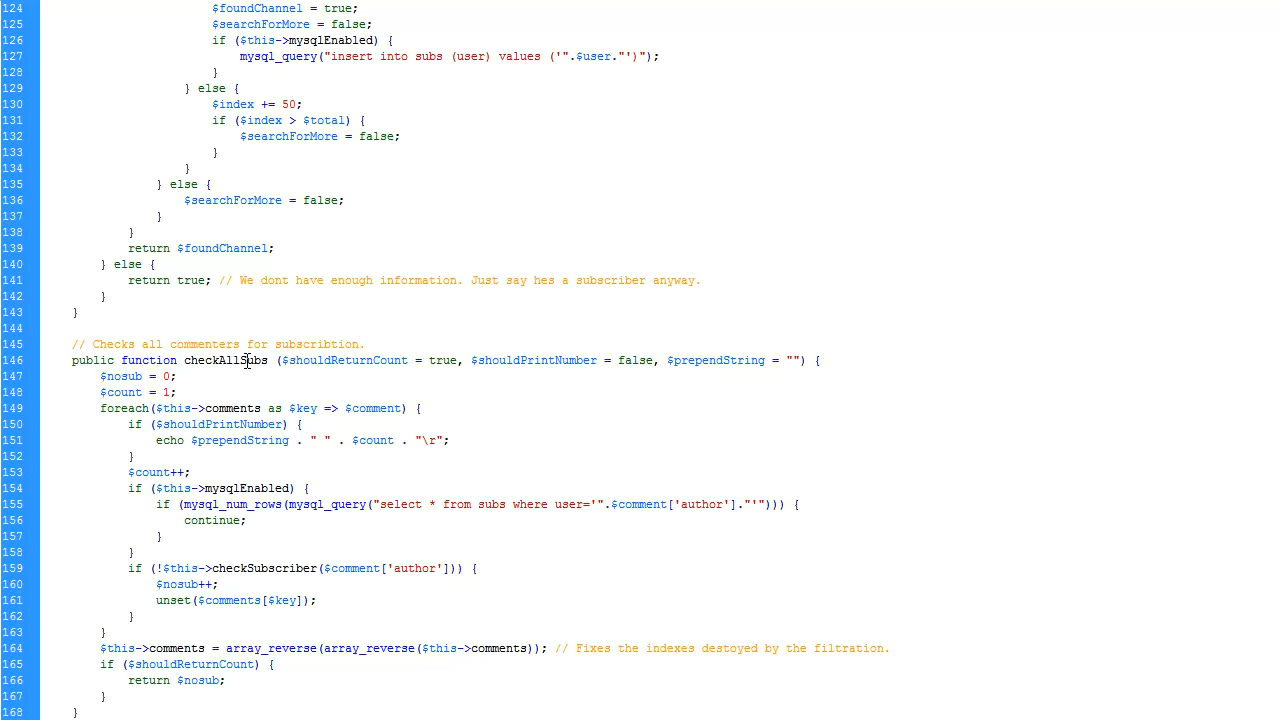 124 $foundChannel = true;
125 $searchForMore = false;
126 if ($this->mysqlEnabled) {
127 mysql_query("insert into subs (user) values ('".$user."')");
128 }
129 } else {
130 $index += 50;
131 if ($index > $total) {
132 $searchForMore = false;
133 }
134 }
135 } else {
136 $searchForMore = false;
137 }
138 }
139 return $foundChannel;
140 } else {
141 return true; // We dont have enough information. Just say hes a subscriber anyway.
142 }
143 }
144
145 // Checks all commenters for subscribtion.
146 public function checkAllSubs ($shouldReturnCount = true, $shouldPrintNumber = false, $prependString = "") {
147 $nosub = 0;
148 $count = 1;
149 foreach($this->comments as $key => $comment) {
150 if ($shouldPrintNumber) {
151 echo $prependString . " " . $count . "\r";
152 }
153 $count++;
154 if ($this->mysqlEnabled) {
155 if (mysql_num_rows(mysql_query("select * from subs where user='".$comment['author']."'"))) {
156 continue;
157 }
158 }
159 if (!$this->checkSubscriber($comment['author'])) {
160 $nosub++;
161 unset($comments[$key]);
162 }
163 }
164 $this->comments = array_reverse(array_reverse($this->comments)); // Fixes the indexes destoyed by the filtration.
165 if ($shouldReturnCount) {
166 return $nosub;
167 }
168 }